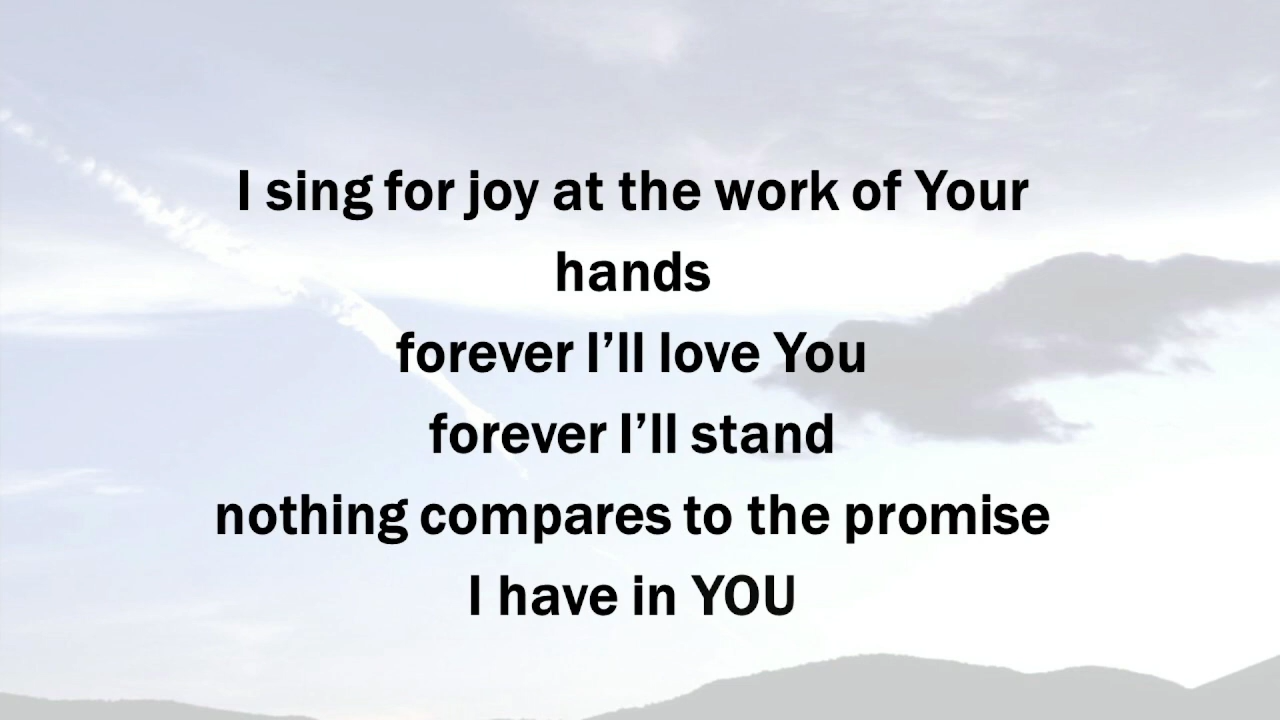 I sing for joy at the work of Your
hands
forever I’ll love You
forever I’ll stand
nothing compares to the promise
I have in YOU